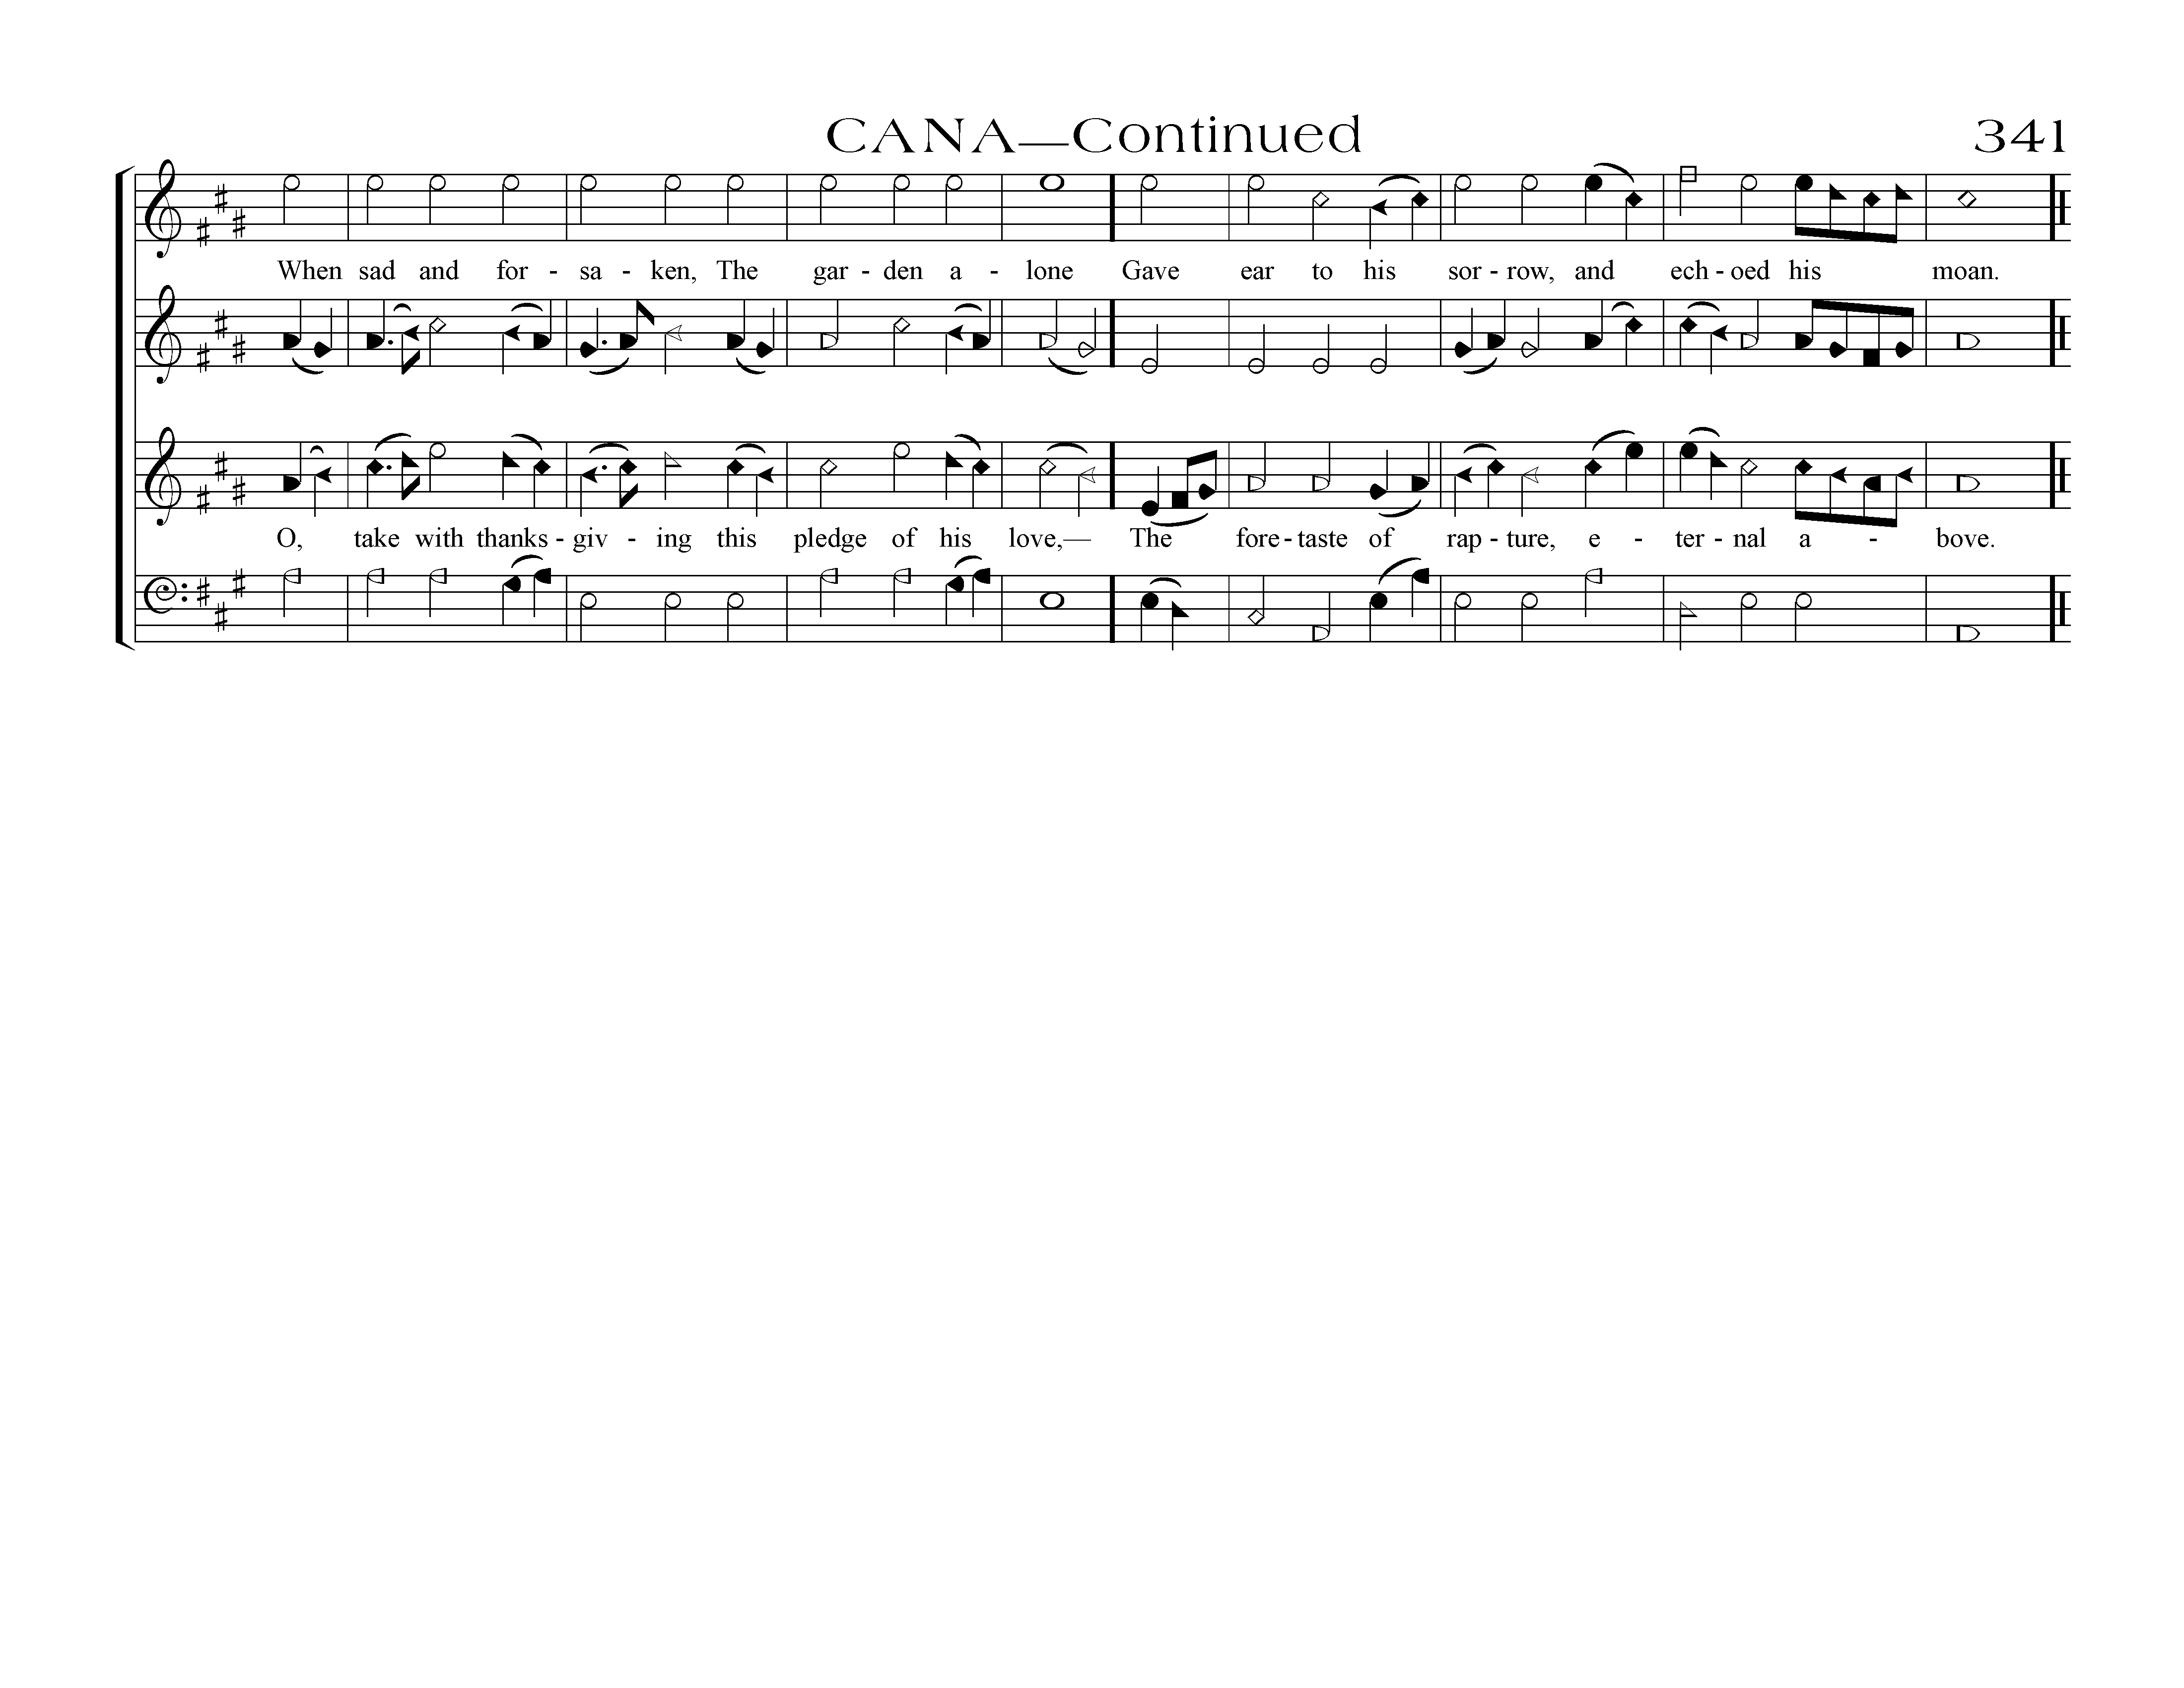 CANA—Continued 341
When sad and for - sa - ken, The gar - den a - lone Gave ear to his sor - row, and ech - oed his moan.
O, take with thanks - giv - ing this pledge of his love,— The fore - taste of rap - ture, e - ter - nal a - bove.